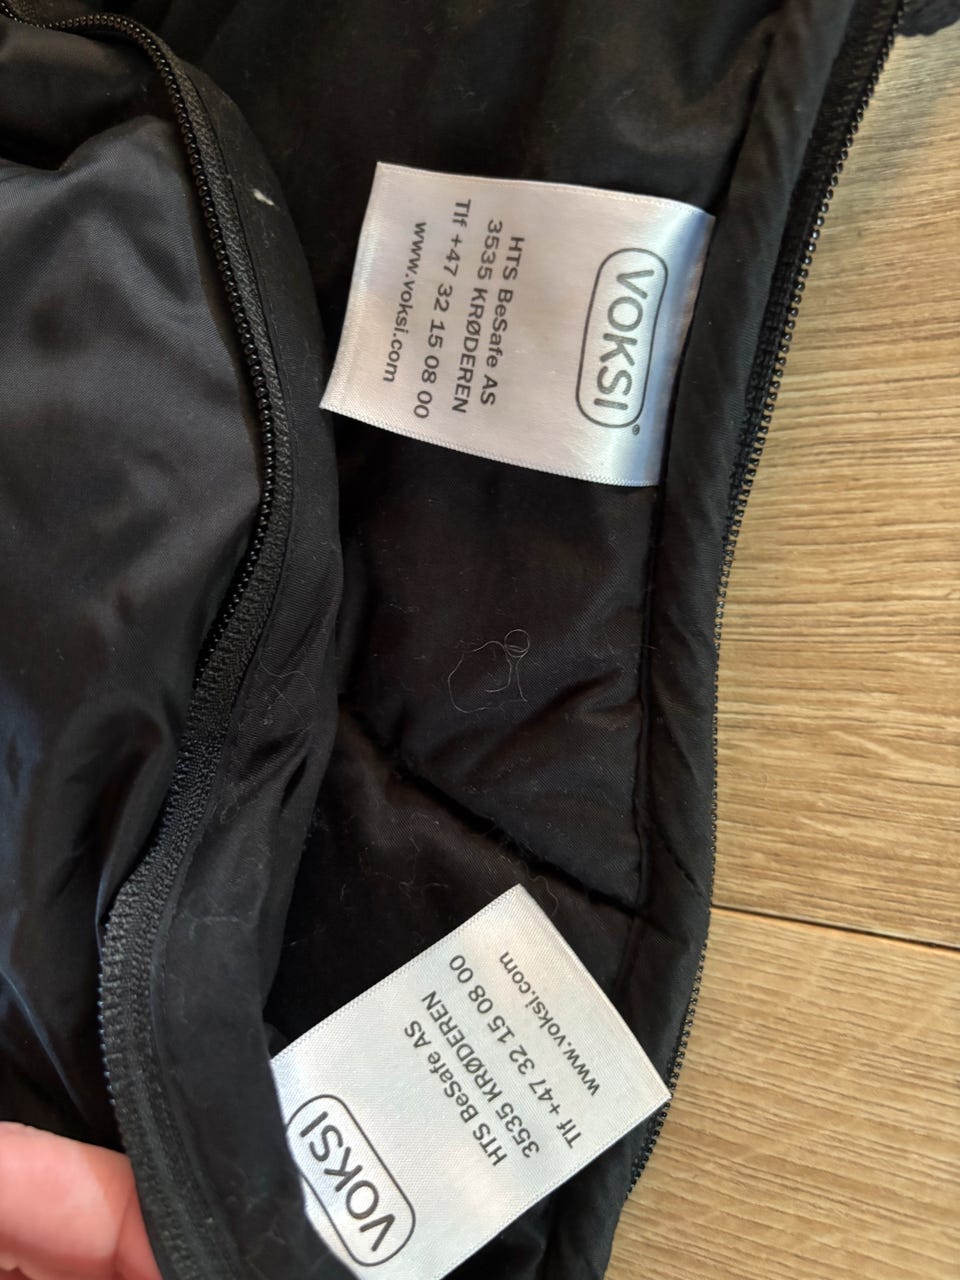 VOKSI®
HTS BeSafe AS
3535 KRØDEREN
Tlf +47 32 15 08 00
www.voksi.com
VOKSI
HTS BeSafe AS
3535 KRØDEREN
Tlf +47 32 15 08 00
www.voksi.com